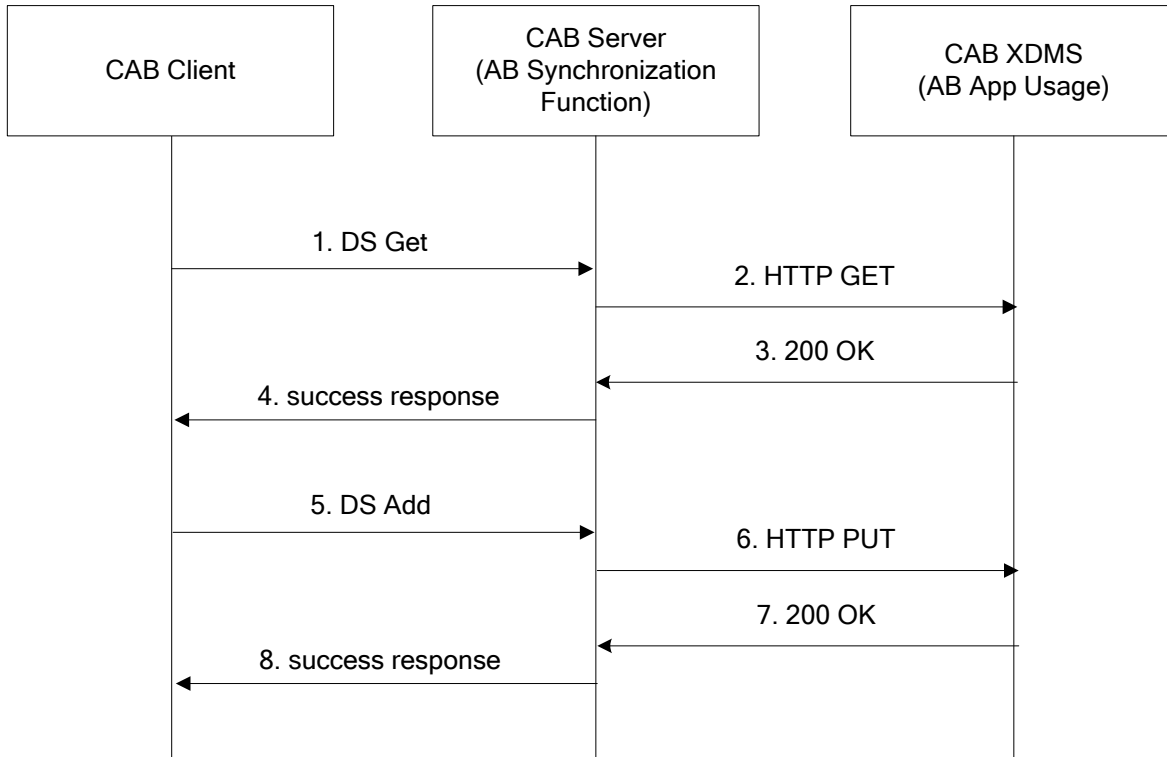 CAB Client
CAB Server
(AB Synchronization
Function)
CAB XDMS
(AB App Usage)
1. DS Get
2. HTTP GET
3. 200 OK
4. success response
5. DS Add
6. HTTP PUT
7. 200 OK
8. success response